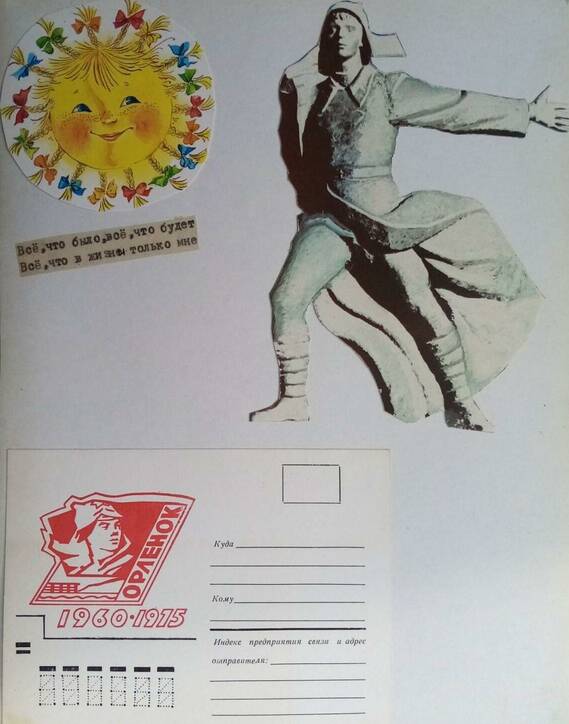 Всё,что было,всё,что будет
Всё,что в жизни только мне
ОРЛЕНОК
1960·1975
Куда
Кому
Индекс предприятия связи и адрес
отправителя: